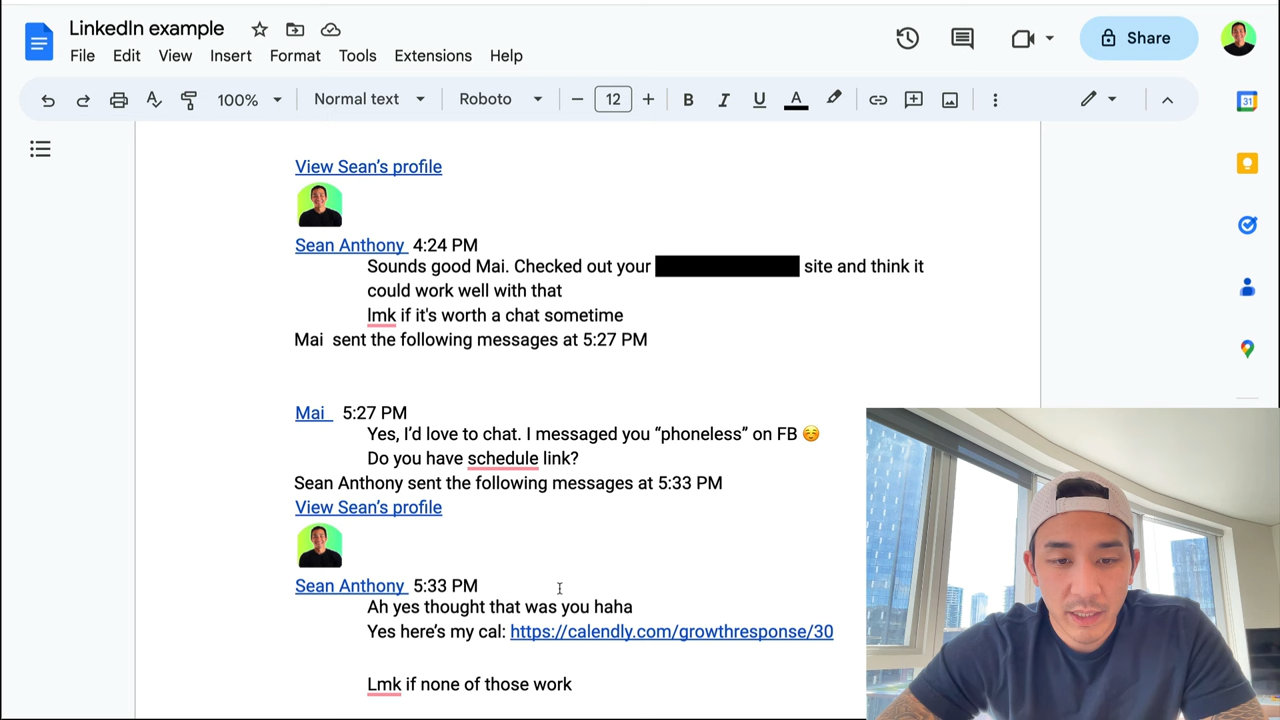 LinkedIn example
File Edit View Insert Format Tools Extensions Help
Share
100% Normal text Roboto 12 B I U A
31
View Sean’s profile
Sean Anthony 4:24 PM
Sounds good Mai. Checked out your site and think it
could work well with that
lmk if it's worth a chat sometime
Mai sent the following messages at 5:27 PM
Mai 5:27 PM
Yes, I’d love to chat. I messaged you “phoneless” on FB ☺️
Do you have schedule link?
Sean Anthony sent the following messages at 5:33 PM
View Sean’s profile
Sean Anthony 5:33 PM
Ah yes thought that was you haha
Yes here’s my cal: https://calendly.com/growthresponse/30
Lmk if none of those work